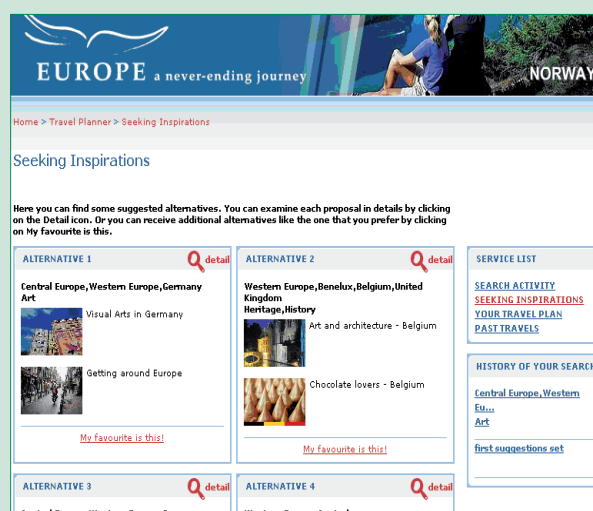 EUROPE a never-ending journey
NORWAY
Home > Travel Planner > Seeking Inspirations
Seeking Inspirations
Here you can find some suggested alternatives. You can examine each proposal in details by clicking
on the Detail icon. Or you can receive additional alternatives like the one that you prefer by clicking
on My favourite is this.
ALTERNATIVE 1 detail
Central Europe,Western Europe,Germany
Art
Visual Arts in Germany
Getting around Europe
My favourite is this!
ALTERNATIVE 2 detail
Western Europe,Benelux,Belgium,United
Kingdom
Heritage,History
Art and architecture - Belgium
Chocolate lovers - Belgium
My favourite is this!
SERVICE LIST
SEARCH ACTIVITY
SEEKING INSPIRATIONS
YOUR TRAVEL PLAN
PAST TRAVELS
HISTORY OF YOUR SEARCH
Central Europe,Western
Eu...
Art
first suggestions set
ALTERNATIVE 3 detail
ALTERNATIVE 4 detail